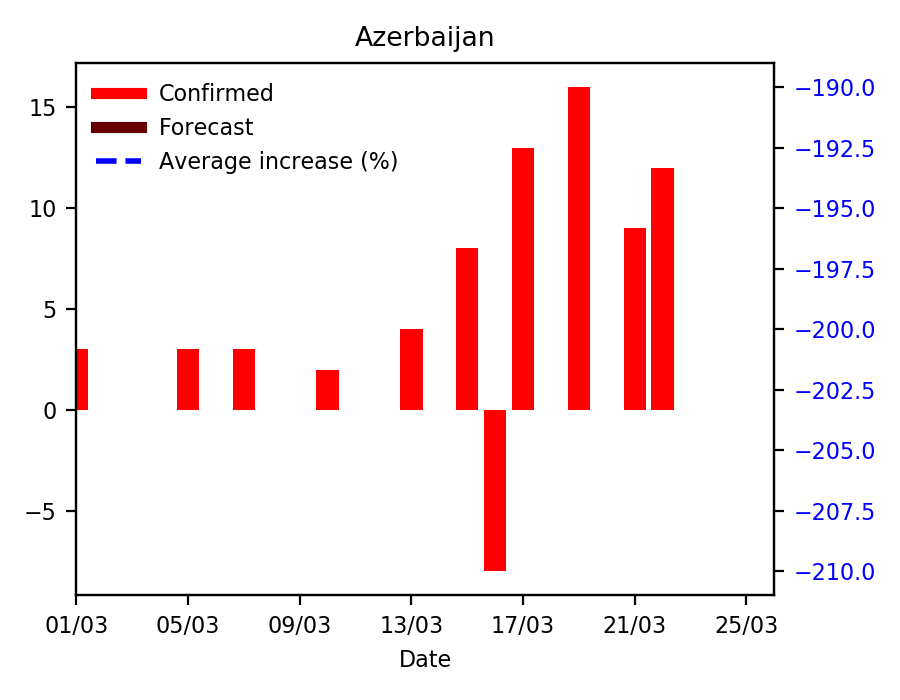 Azerbaijan
Confirmed
Forecast
Average increase (%)
15
10
5
0
−5
−190.0
−192.5
−195.0
−197.5
−200.0
−202.5
−205.0
−207.5
−210.0
01/03 05/03 09/03 13/03 17/03 21/03 25/03
Date